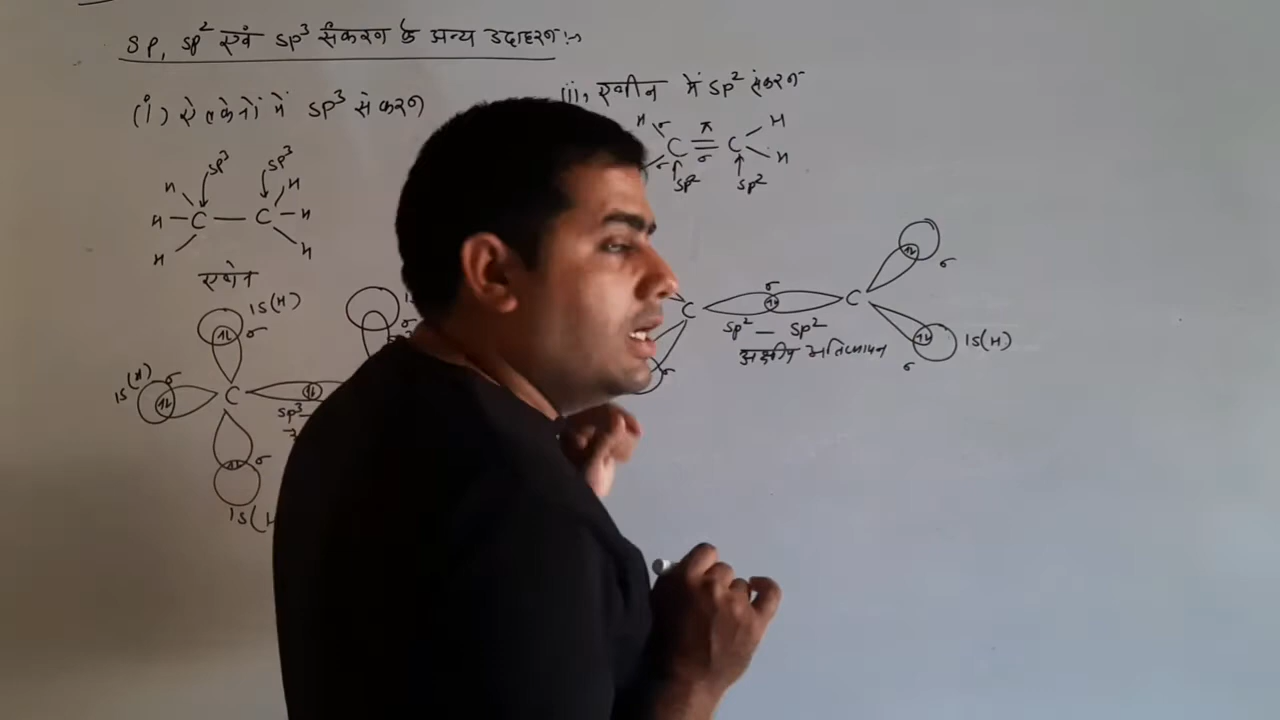 sp, sp² एवं sp³ संकरण के अन्य उदाहरण:-
(i) ऐल्केनों में sp³ संकरण
sp³ sp³
H H
H – C – C – H
H H
एथेन
1s(H)
σ
1s(H) σ
C
sp³ –
σ
1s(H
(ii) एथीन में sp² संकरण
H σ π H
C = C
σ σ H
sp² sp²
σ
C σ C
sp² – sp²
अक्षीय अतिव्यापन
1s(H)
σ
σ